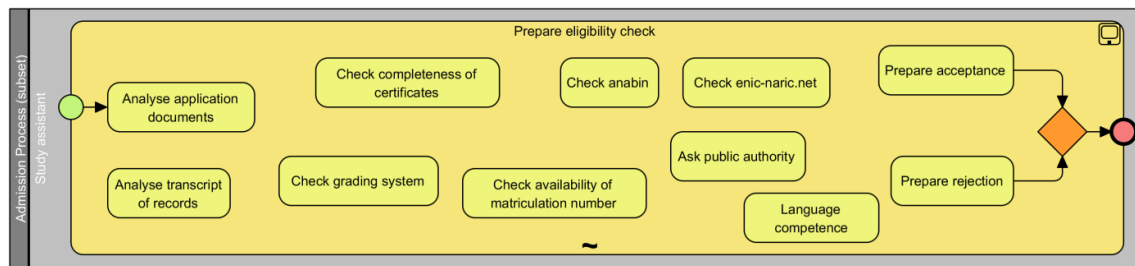 Admission Process (subset)
Study assistant
Prepare eligibility check
Analyse application
documents
Check completeness of
certificates
Check anabin
Check enic-naric.net
Prepare acceptance
Analyse transcript
of records
Check grading system
Check availability of
matriculation number
Ask public authority
Language
competence
Prepare rejection
~